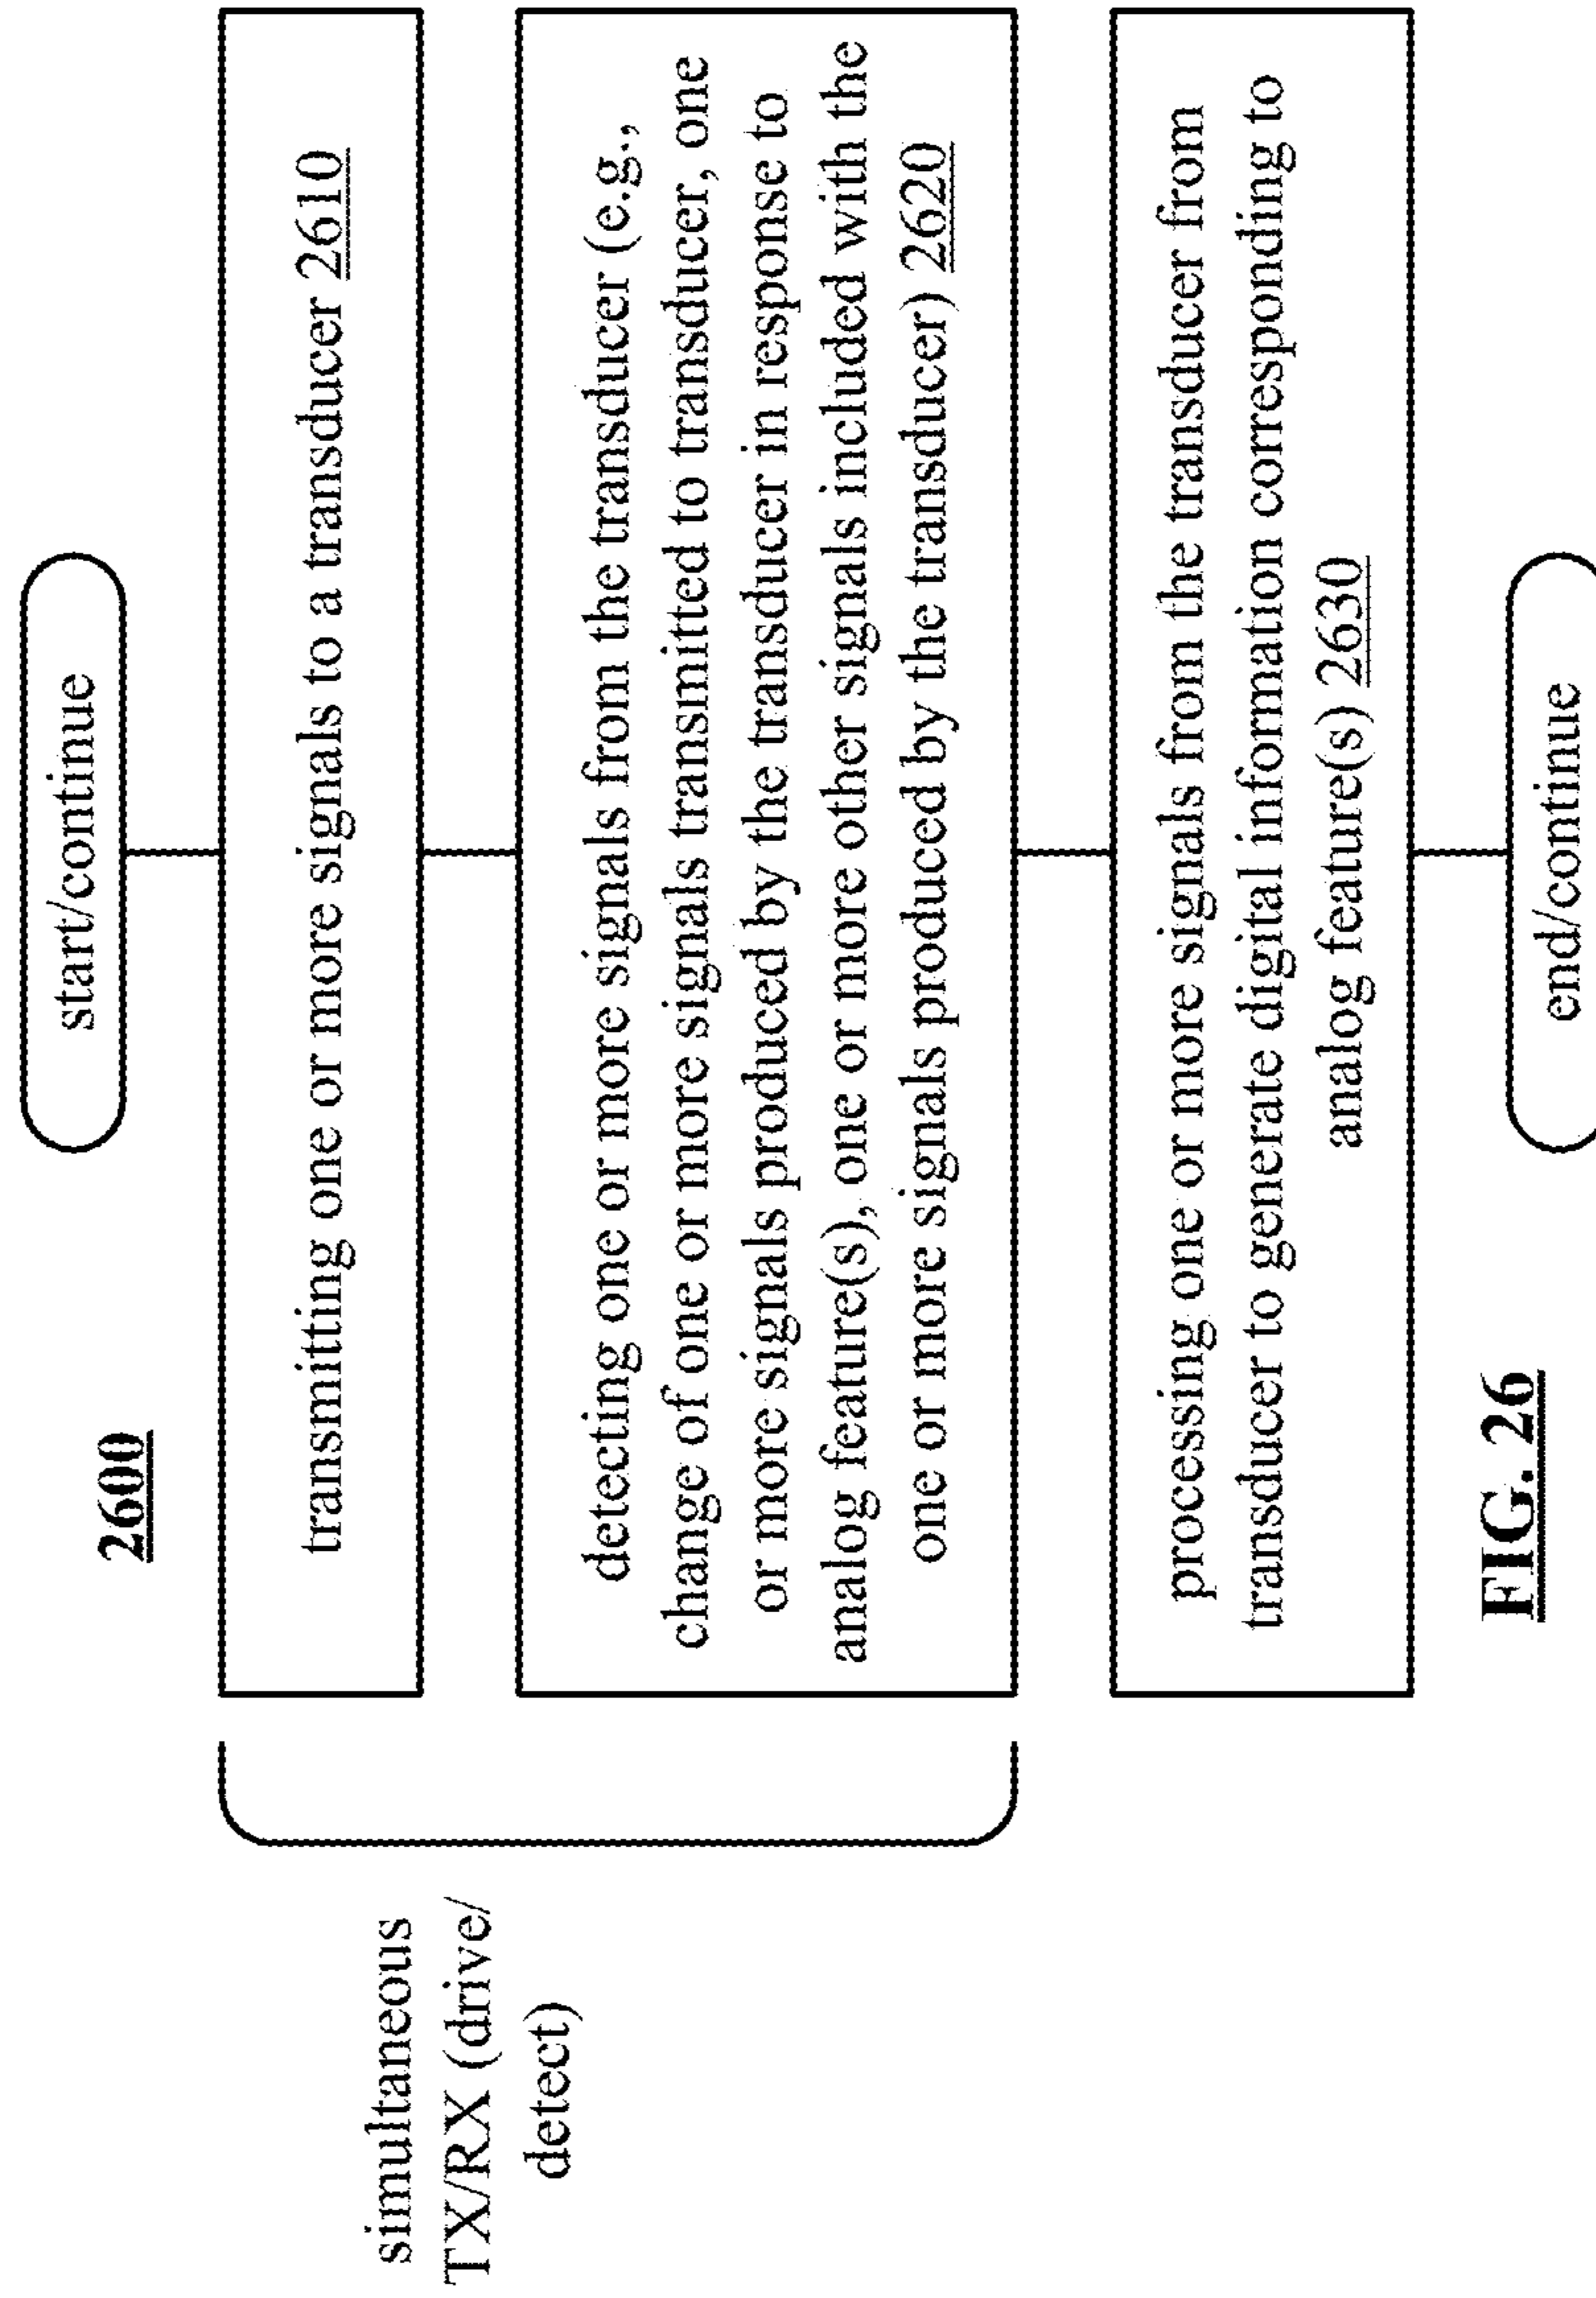 2600
start/continue
transmitting one or more signals to a transducer 2610
simultaneous
TX/RX (drive/
detect)
detecting one or more signals from the transducer (e.g.,
change of one or more signals transmitted to transducer, one
or more signals produced by the transducer in response to
analog feature(s), one or more other signals included with the
one or more signals produced by the transducer) 2620
processing one or more signals from the transducer from
transducer to generate digital information corresponding to
analog feature(s) 2630
end/continue
FIG. 26